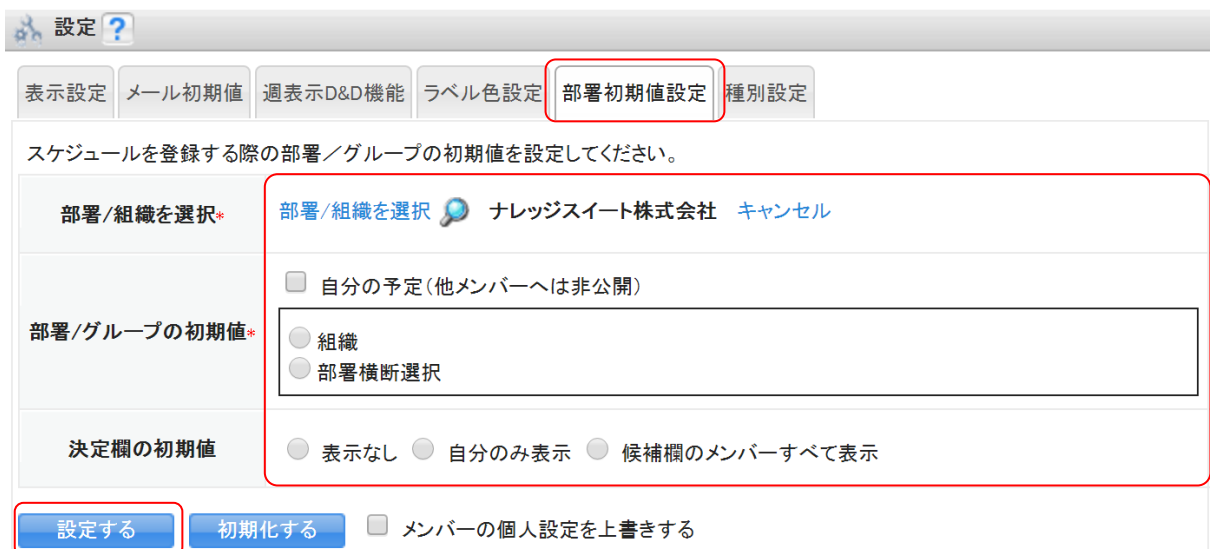 設定 ?
表示設定 メール初期値 週表示D&D機能 ラベル色設定 部署初期値設定 種別設定
スケジュールを登録する際の部署／グループの初期値を設定してください。
部署/組織を選択* 部署/組織を選択 ナレッジスイート株式会社 キャンセル
自分の予定(他メンバーへは非公開)
部署/グループの初期値*
組織
部署横断選択
決定欄の初期値 表示なし 自分のみ表示 候補欄のメンバーすべて表示
設定する 初期化する メンバーの個人設定を上書きする